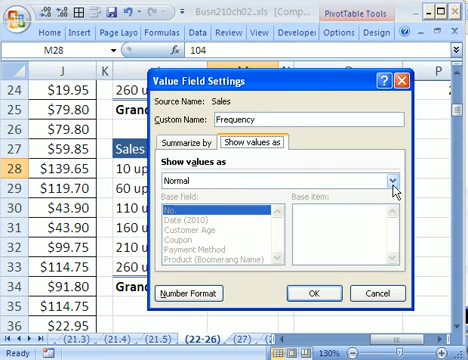 Busn210ch02_.xls [Compa...
PivotTable Tools
Home Insert Page Layo Formulas Data Review View Developer Options Design
M28 104
J K P
24 $19.95 260 u
25 $79.80 Grand
26 $79.80
27 $59.85 Sales
28 $139.65 10 up
29 $119.70 60 up
30 $43.90 110 u
31 $43.90 160 u
32 $99.75 210 u
33 $114.75 260 u
34 $91.80 Grand
35 $114.75
36 $22.95
Value Field Settings
Source Name: Sales
Custom Name: Frequency
Summarize by Show values as
Show values as
Normal
Base field: Base item:
No.
Date (2010)
Customer Age
Coupon
Payment Method
Product (Boomerang Name)
Number Format OK Cancel
(21.3) (21.4) (21.5) (22-26) (27)
130%